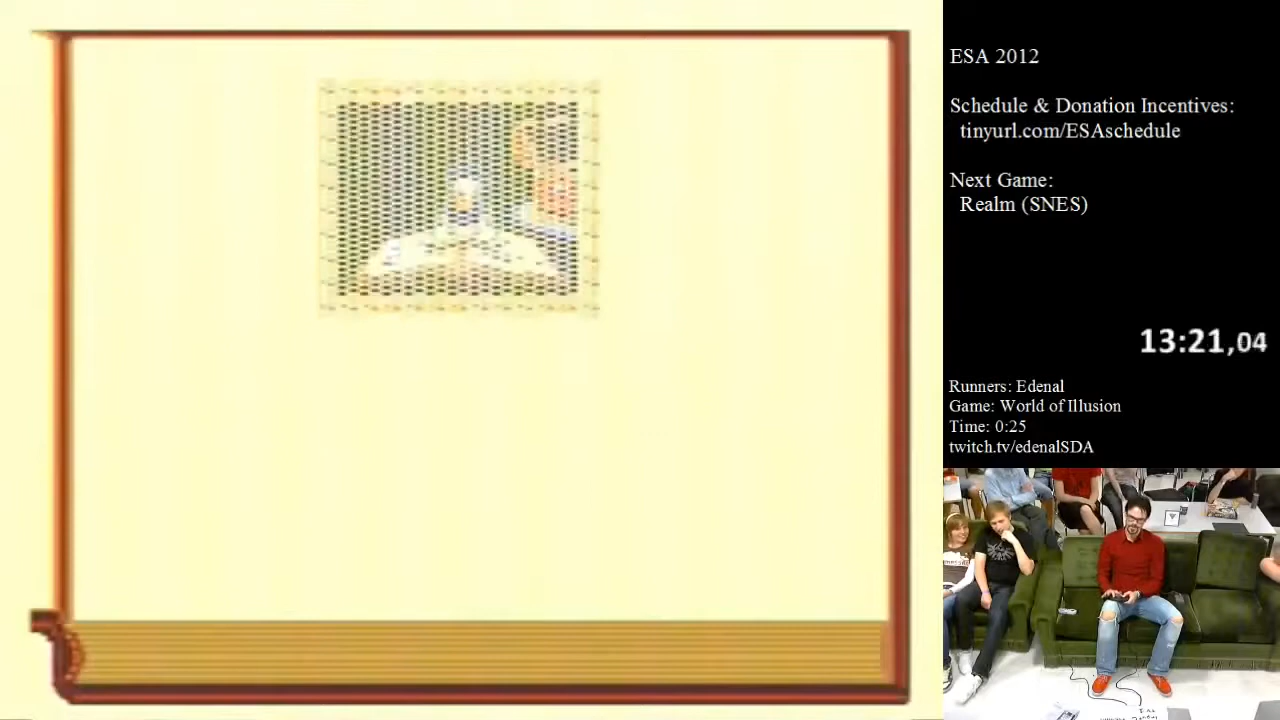 ESA 2012
Schedule & Donation Incentives:
tinyurl.com/ESAschedule
Next Game:
Realm (SNES)
13:21,04
Runners: Edenal
Game: World of Illusion
Time: 0:25
twitch.tv/edenalSDA